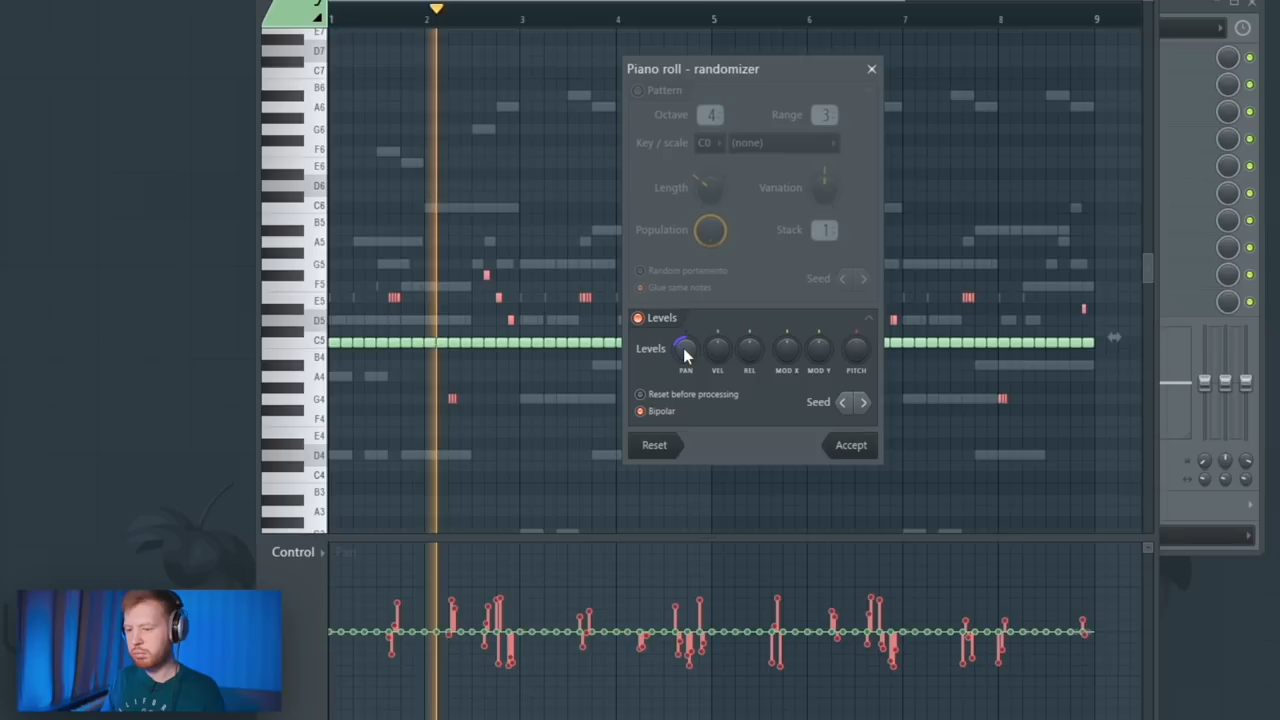 1 2 3 4 5 6 7 8 9
E7
D7
C7
B6
A6
G6
F6
E6
D6
C6
B5
A5
G5
F5
E5
D5
C5
B4
A4
G4
F4
E4
D4
C4
B3
A3
Piano roll - randomizer
Pattern
Octave 4 Range 3
Key / scale C0 (none)
Length Variation
Population Stack 1
Random portamento Seed
Glue same notes
Levels
Levels
PAN VEL REL MOD X MOD Y PITCH
Reset before processing Seed
Bipolar
Reset Accept
Control Pan